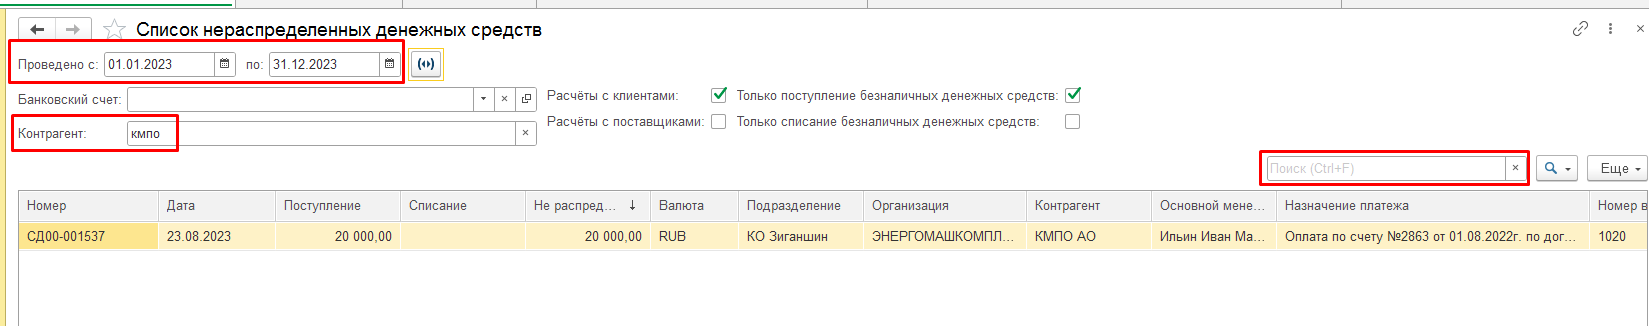 Список нераспределенных денежных средств
Проведено с: 01.01.2023 по: 31.12.2023
Банковский счет: Расчёты с клиентами: Только поступление безналичных денежных средств:
Контрагент: кмпо Расчёты с поставщиками: Только списание безналичных денежных средств:
Поиск (Ctrl+F) Еще
Номер Дата Поступление Списание Не распред... Валюта Подразделение Организация Контрагент Основной мене... Назначение платежа Номер в
СД00-001537 23.08.2023 20 000,00 20 000,00 RUB КО Зиганшин ЭНЕРГОМАШКОМПЛ... КМПО АО Ильин Иван Ма... Оплата по счету №2863 от 01.08.2022г. по дог... 1020